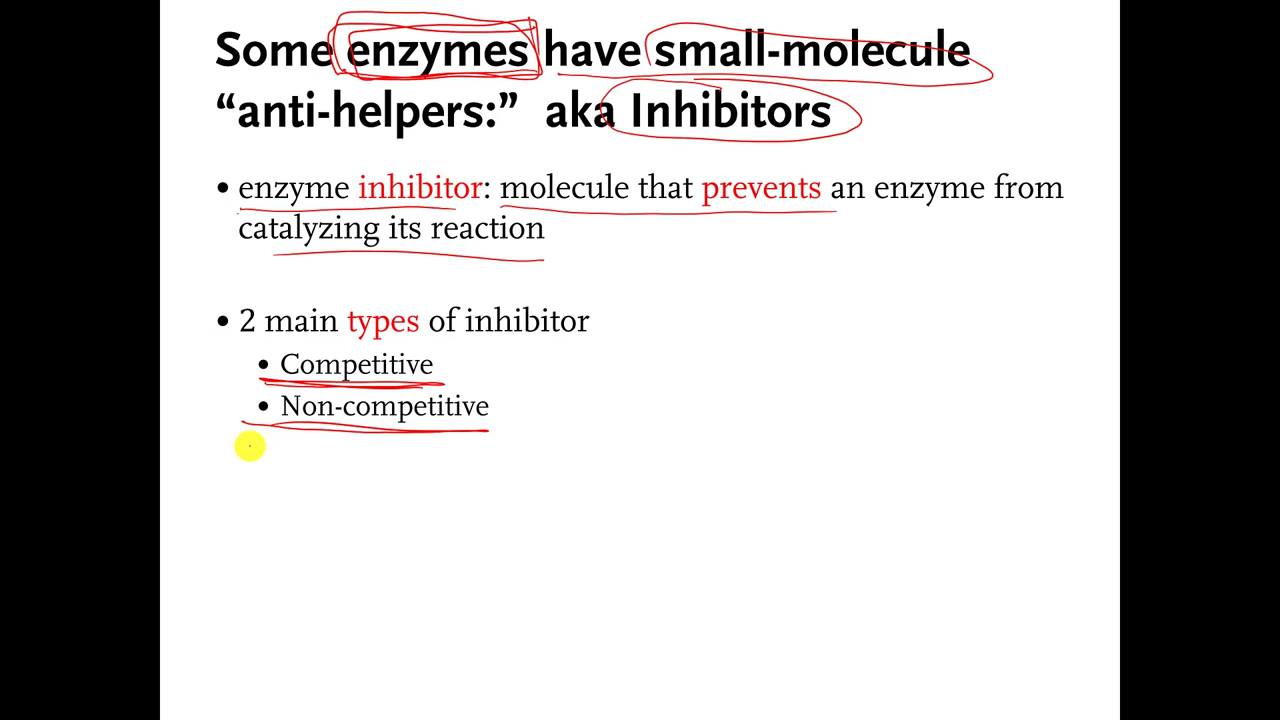 Some enzymes have small-molecule
“anti-helpers:” aka Inhibitors
• enzyme inhibitor: molecule that prevents an enzyme from
catalyzing its reaction
• 2 main types of inhibitor
• Competitive
• Non-competitive